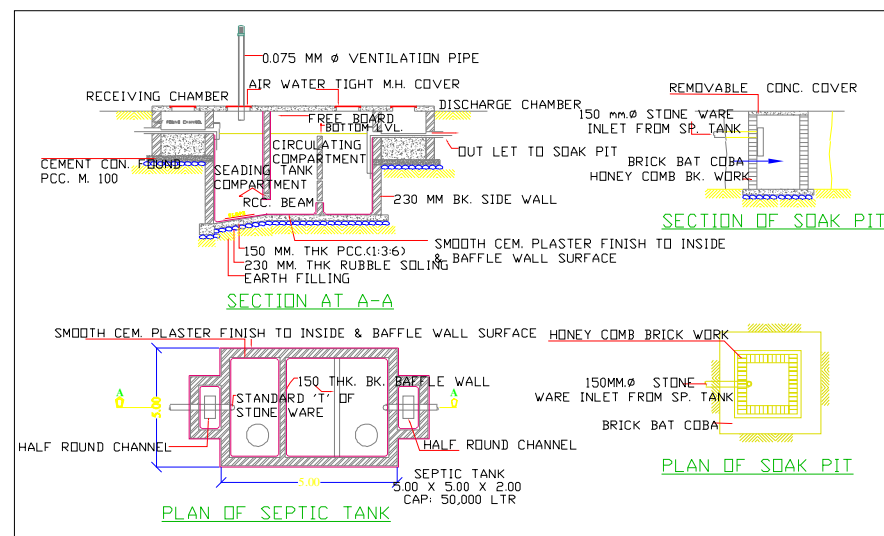 0.075 MM Ø VENTILATION PIPE
AIR WATER TIGHT M.H. COVER
RECEIVING CHAMBER
FREE BOARD
BOTTOM LVL.
DISCHARGE CHAMBER
CIRCULATING
COMPARTMENT
OUT LET TO SOAK PIT
CEMENT CON. FOUND
PCC. M. 100
SEADING TANK
COMPARTMENT
RCC. BEAM
230 MM BK. SIDE WALL
SMOOTH CEM. PLASTER FINISH TO INSIDE
& BAFFLE WALL SURFACE
150 MM. THK PCC.(1:3:6)
230 MM. THK RUBBLE SOLING
EARTH FILLING
SECTION AT A-A
REMOVABLE CONC. COVER
150 mm.Ø STONE WARE
INLET FROM SP. TANK
BRICK BAT COBA
HONEY COMB BK. WORK
SECTION OF SOAK PIT
SMOOTH CEM. PLASTER FINISH TO INSIDE & BAFFLE WALL SURFACE
150 THK. BK. BAFFLE WALL
STANDARD 'T' OF
STONE WARE
A
A
5.00
HALF ROUND CHANNEL
HALF ROUND CHANNEL
5.00
SEPTIC TANK
5.00 X 5.00 X 2.00
CAP: 50,000 LTR
PLAN OF SEPTIC TANK
HONEY COMB BRICK WORK
150MM.Ø STONE
WARE INLET FROM SP. TANK
BRICK BAT COBA
PLAN OF SOAK PIT